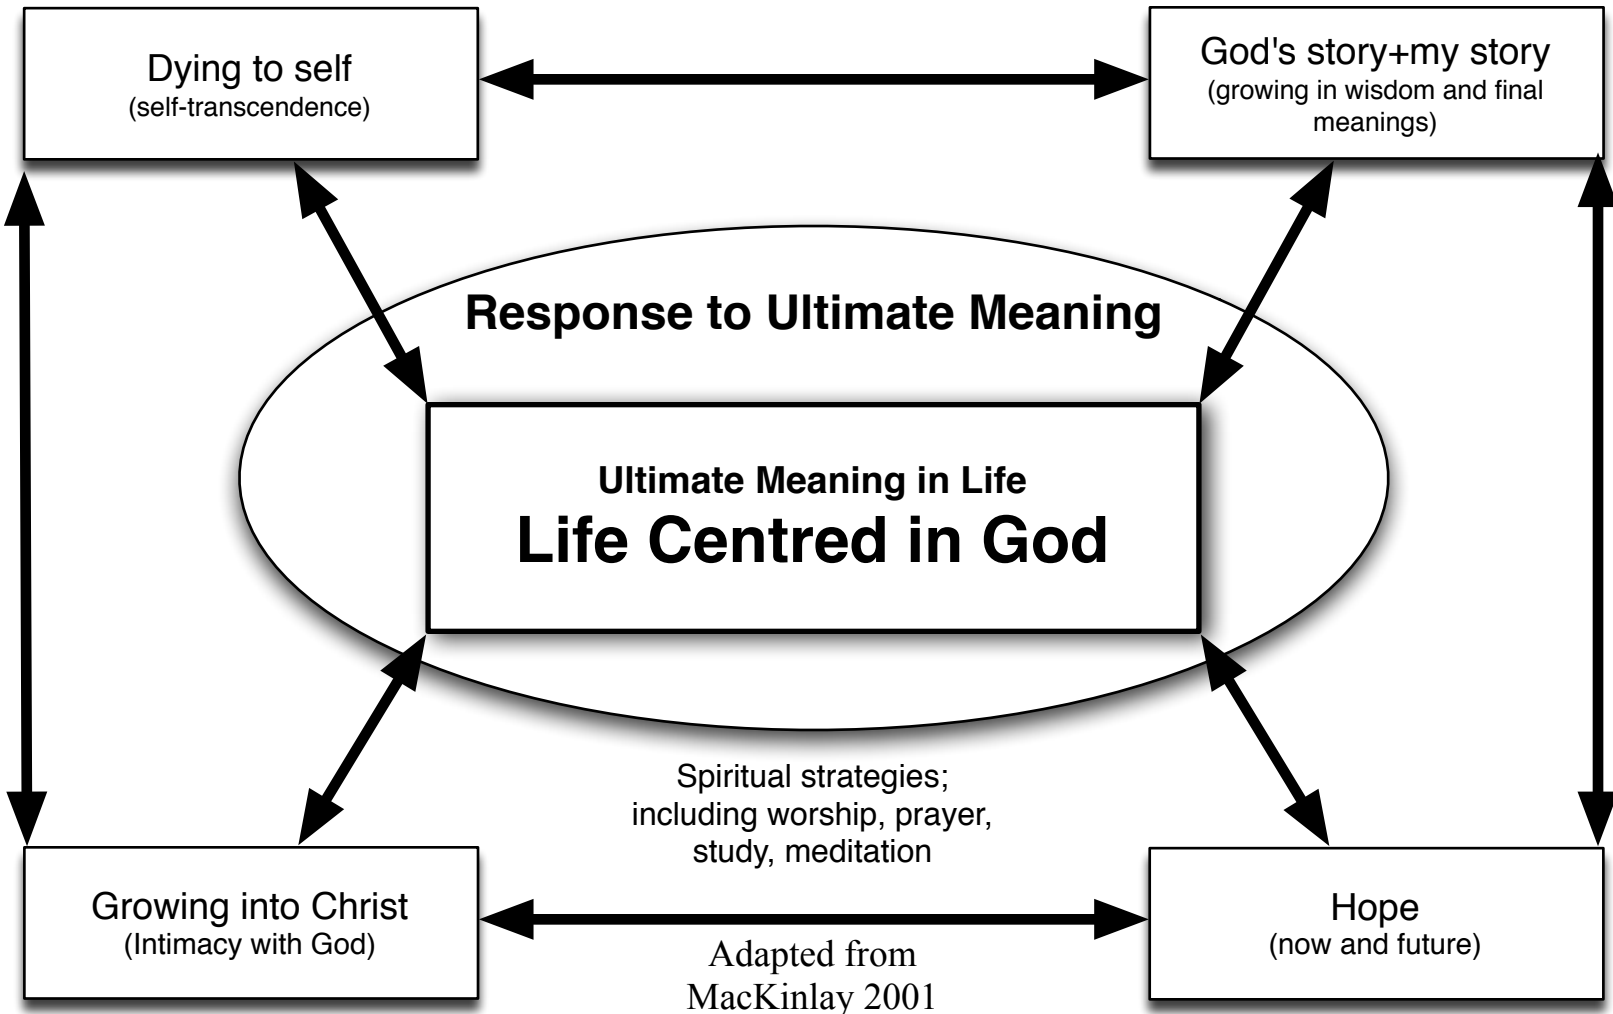 Dying to self
(self-transcendence)
God's story+my story
(growing in wisdom and final
meanings)
Response to Ultimate Meaning
Ultimate Meaning in Life
Life Centred in God
Spiritual strategies;
including worship, prayer,
study, meditation
Growing into Christ
(Intimacy with God)
Hope
(now and future)
Adapted from
MacKinlay 2001